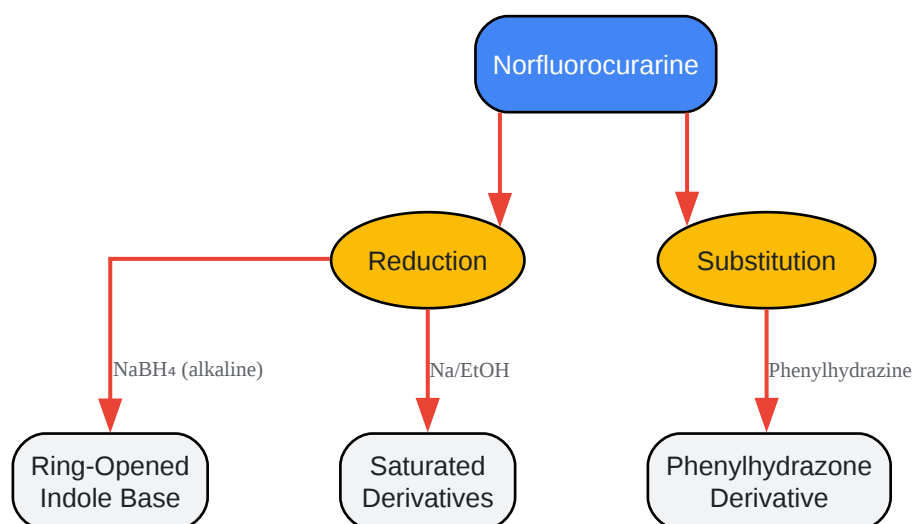 Norfluorocurarine
Reduction
Substitution
NaBH₄ (alkaline)
Na/EtOH
Phenylhydrazine
Ring-Opened
Indole Base
Saturated
Derivatives
Phenylhydrazone
Derivative